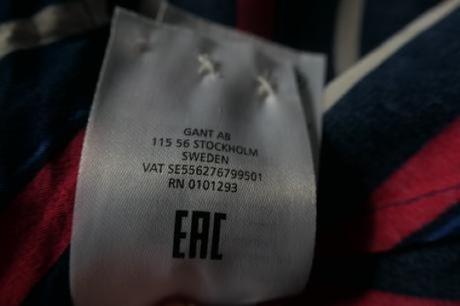 GANT AB
115 56 STOCKHOLM
SWEDEN
VAT SE556276799501
RN 0101293
EAC